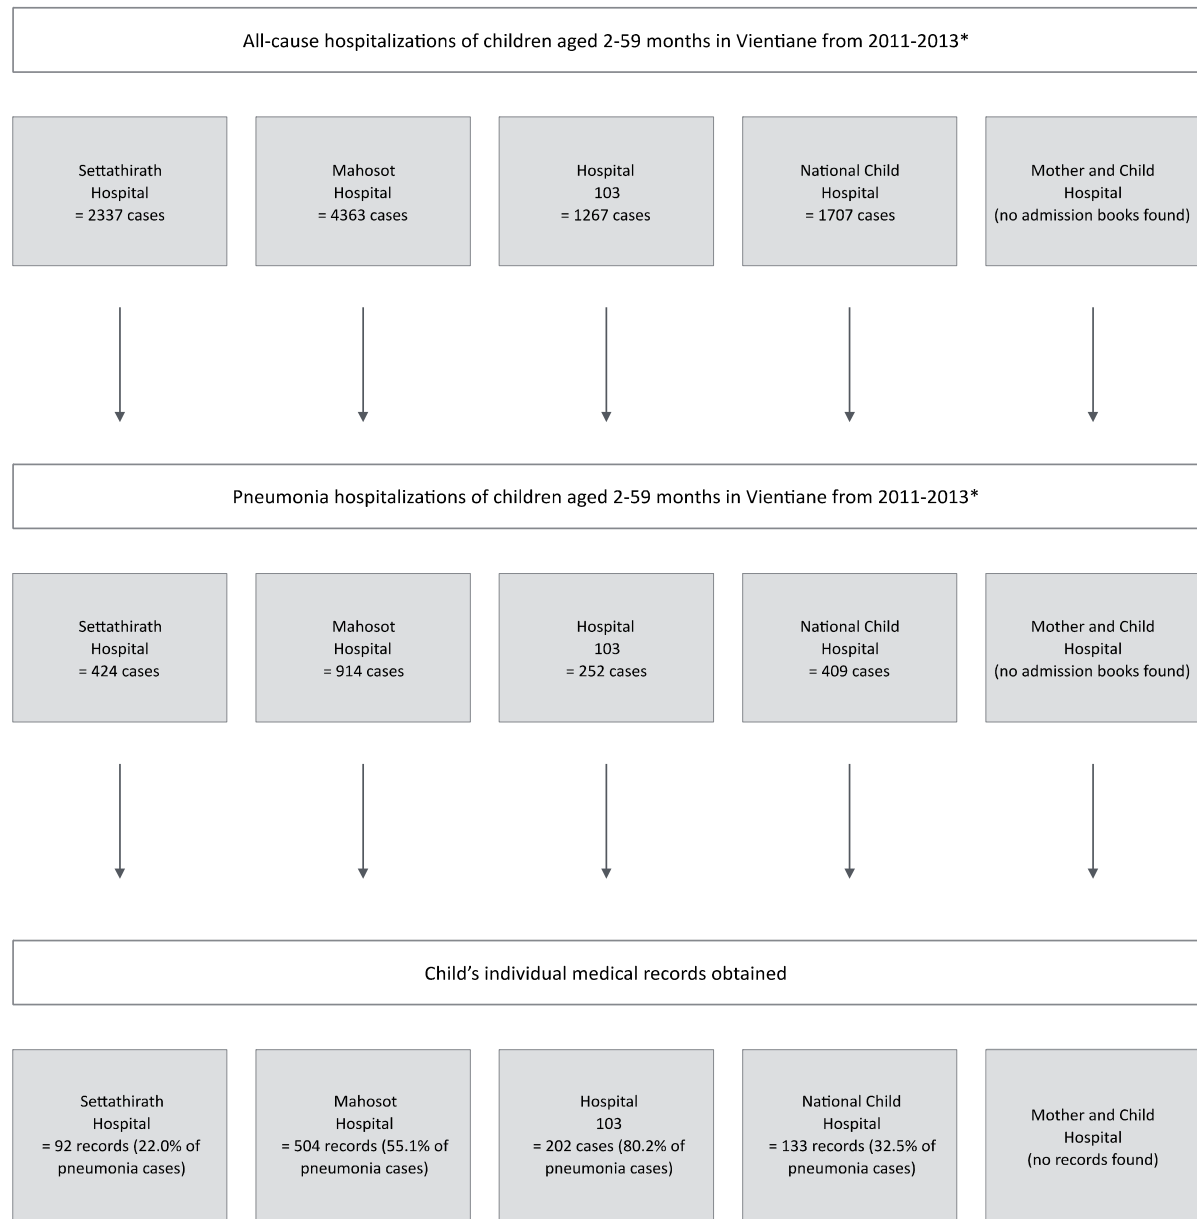 All-cause hospitalizations of children aged 2-59 months in Vientiane from 2011-2013*
Settathirath
Hospital
= 2337 cases
Mahosot
Hospital
= 4363 cases
Hospital
103
= 1267 cases
National Child
Hospital
= 1707 cases
Mother and Child
Hospital
(no admission books found)
Pneumonia hospitalizations of children aged 2-59 months in Vientiane from 2011-2013*
Settathirath
Hospital
= 424 cases
Mahosot
Hospital
= 914 cases
Hospital
103
= 252 cases
National Child
Hospital
= 409 cases
Mother and Child
Hospital
(no admission books found)
Child’s individual medical records obtained
Settathirath
Hospital
= 92 records (22.0% of
pneumonia cases)
Mahosot
Hospital
= 504 records (55.1% of
pneumonia cases)
Hospital
103
= 202 cases (80.2% of
pneumonia cases)
National Child
Hospital
= 133 records (32.5% of
pneumonia cases)
Mother and Child
Hospital
(no records found)